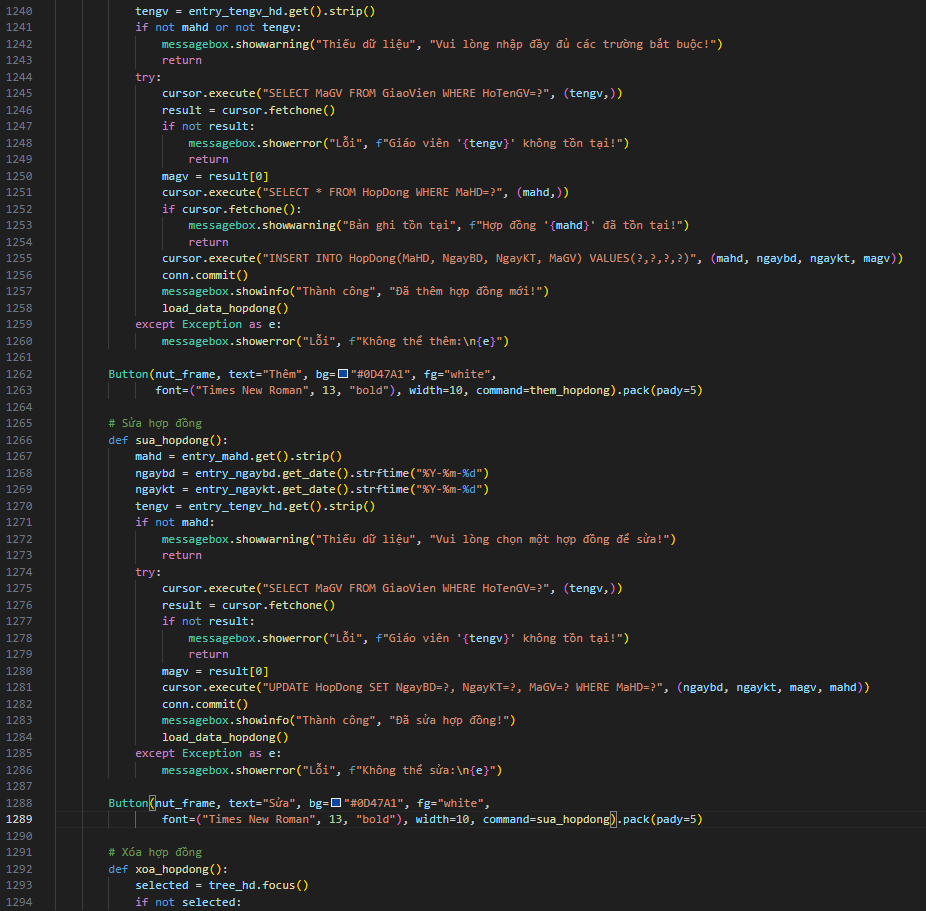 1240 tengv = entry_tengv_hd.get().strip()
1241 if not mahd or not tengv:
1242 messagebox.showwarning("Thiếu dữ liệu", "Vui lòng nhập đầy đủ các trường bắt buộc!")
1243 return
1244 try:
1245 cursor.execute("SELECT MaGV FROM GiaoVien WHERE HoTenGV=?", (tengv,))
1246 result = cursor.fetchone()
1247 if not result:
1248 messagebox.showerror("Lỗi", f"Giáo viên '{tengv}' không tồn tại!")
1249 return
1250 magv = result[0]
1251 cursor.execute("SELECT * FROM HopDong WHERE MaHD=?", (mahd,))
1252 if cursor.fetchone():
1253 messagebox.showwarning("Bản ghi tồn tại", f"Hợp đồng '{mahd}' đã tồn tại!")
1254 return
1255 cursor.execute("INSERT INTO HopDong(MaHD, NgayBD, NgayKT, MaGV) VALUES(?,?,?,?)", (mahd, ngaybd, ngaykt, magv))
1256 conn.commit()
1257 messagebox.showinfo("Thành công", "Đã thêm hợp đồng mới!")
1258 load_data_hopdong()
1259 except Exception as e:
1260 messagebox.showerror("Lỗi", f"Không thể thêm:\n{e}")
1261
1262 Button(nut_frame, text="Thêm", bg="#0D47A1", fg="white",
1263 font=("Times New Roman", 13, "bold"), width=10, command=them_hopdong).pack(pady=5)
1264
1265 # Sửa hợp đồng
1266 def sua_hopdong():
1267 mahd = entry_mahd.get().strip()
1268 ngaybd = entry_ngaybd.get_date().strftime("%Y-%m-%d")
1269 ngaykt = entry_ngaykt.get_date().strftime("%Y-%m-%d")
1270 tengv = entry_tengv_hd.get().strip()
1271 if not mahd:
1272 messagebox.showwarning("Thiếu dữ liệu", "Vui lòng chọn một hợp đồng để sửa!")
1273 return
1274 try:
1275 cursor.execute("SELECT MaGV FROM GiaoVien WHERE HoTenGV=?", (tengv,))
1276 result = cursor.fetchone()
1277 if not result:
1278 messagebox.showerror("Lỗi", f"Giáo viên '{tengv}' không tồn tại!")
1279 return
1280 magv = result[0]
1281 cursor.execute("UPDATE HopDong SET NgayBD=?, NgayKT=?, MaGV=? WHERE MaHD=?", (ngaybd, ngaykt, magv, mahd))
1282 conn.commit()
1283 messagebox.showinfo("Thành công", "Đã sửa hợp đồng!")
1284 load_data_hopdong()
1285 except Exception as e:
1286 messagebox.showerror("Lỗi", f"Không thể sửa:\n{e}")
1287
1288 Button(nut_frame, text="Sửa", bg="#0D47A1", fg="white",
1289 font=("Times New Roman", 13, "bold"), width=10, command=sua_hopdong).pack(pady=5)
1290
1291 # Xóa hợp đồng
1292 def xoa_hopdong():
1293 selected = tree_hd.focus()
1294 if not selected: